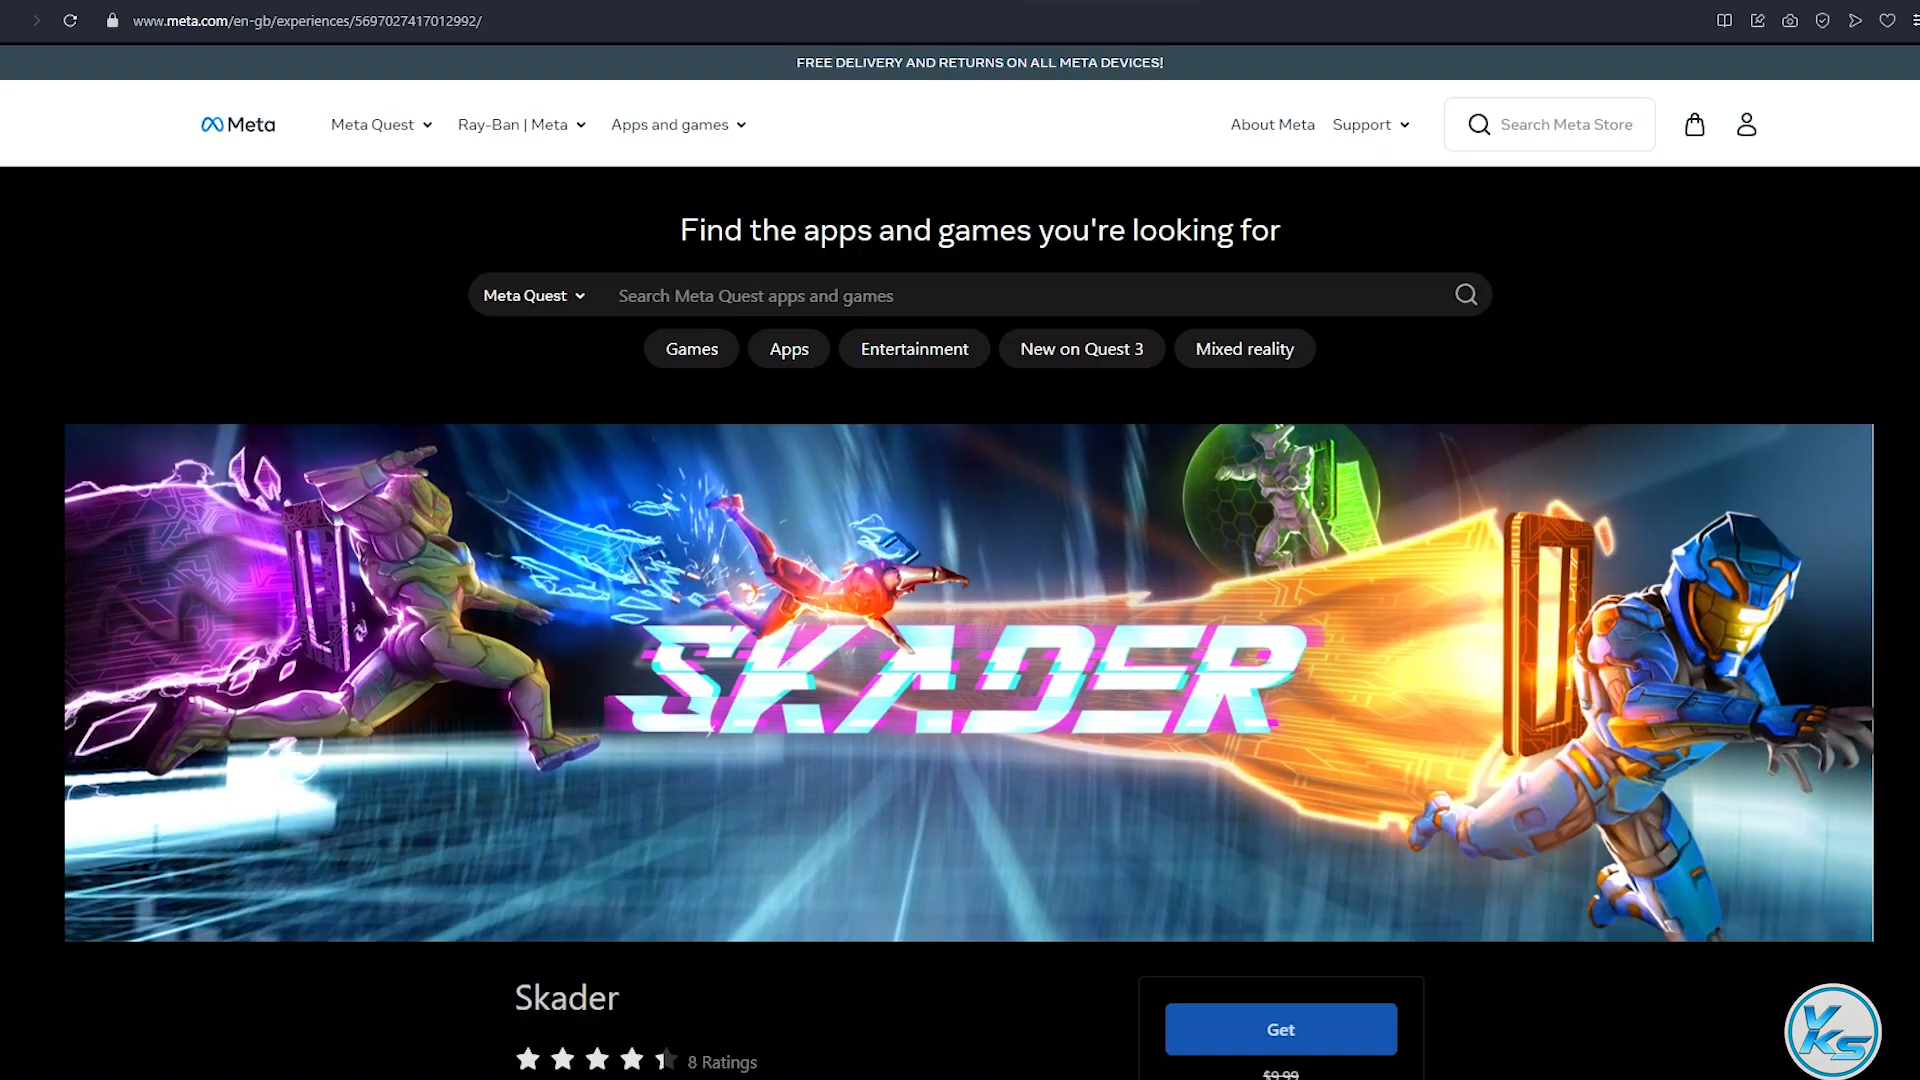 www.meta.com/en-gb/experiences/5697027417012992/
FREE DELIVERY AND RETURNS ON ALL META DEVICES!
Meta
Meta Quest
Ray-Ban | Meta
Apps and games
About Meta
Support
Search Meta Store
Find the apps and games you're looking for
Meta Quest
Search Meta Quest apps and games
Games
Apps
Entertainment
New on Quest 3
Mixed reality
SKADER
Skader
Get
8 Ratings
$9.99
VKS